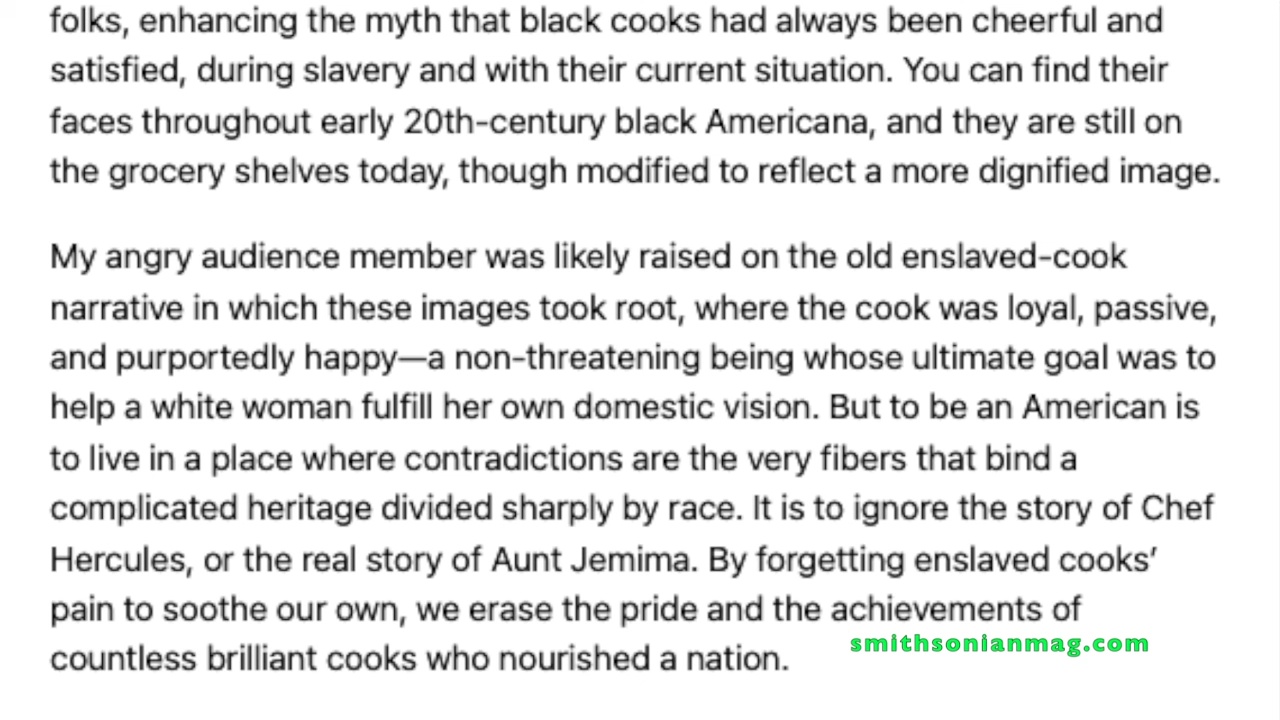 folks, enhancing the myth that black cooks had always been cheerful and
satisfied, during slavery and with their current situation. You can find their
faces throughout early 20th-century black Americana, and they are still on
the grocery shelves today, though modified to reflect a more dignified image.
My angry audience member was likely raised on the old enslaved-cook
narrative in which these images took root, where the cook was loyal, passive,
and purportedly happy—a non-threatening being whose ultimate goal was to
help a white woman fulfill her own domestic vision. But to be an American is
to live in a place where contradictions are the very fibers that bind a
complicated heritage divided sharply by race. It is to ignore the story of Chef
Hercules, or the real story of Aunt Jemima. By forgetting enslaved cooks’
pain to soothe our own, we erase the pride and the achievements of
countless brilliant cooks who nourished a nation.
smithsonianmag.com